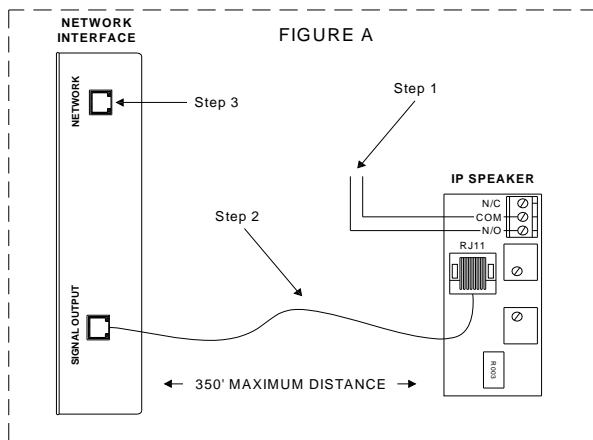 NETWORK
INTERFACE
FIGURE A
NETWORK
Step 3
Step 1
IP SPEAKER
N/C
COM
N/O
Step 2
RJ11
SIGNAL OUTPUT
350' MAXIMUM DISTANCE
R003